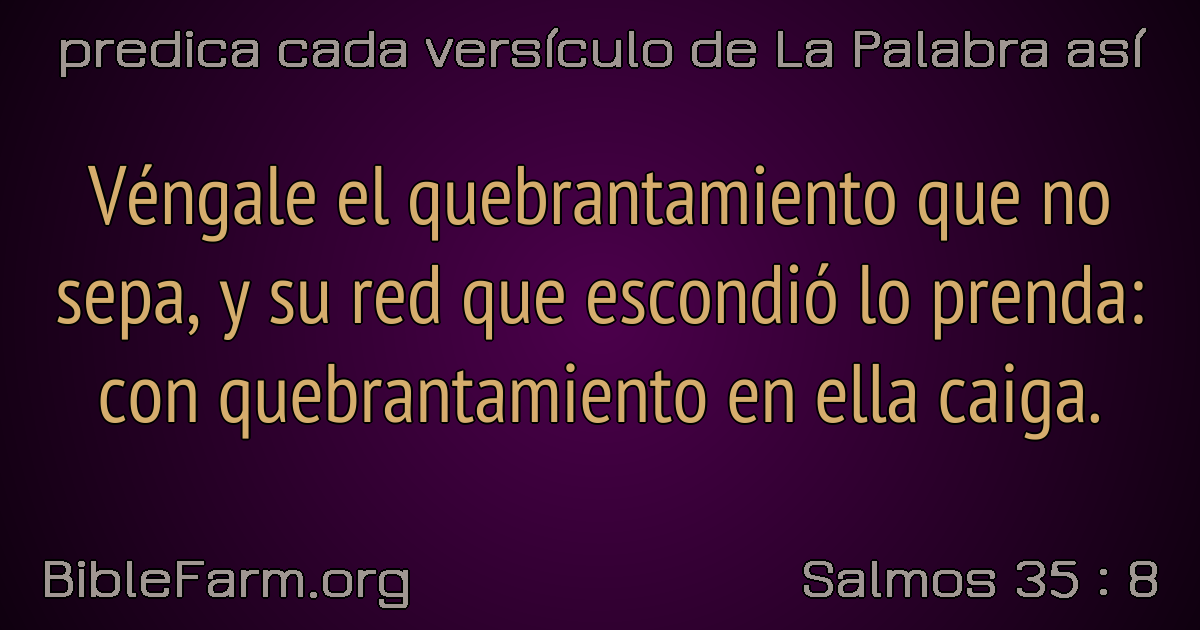 predica cada versículo de La Palabra así
Véngale el quebrantamiento que no
sepa, y su red que escondió lo prenda:
con quebrantamiento en ella caiga.
BibleFarm.org
Salmos 35 : 8